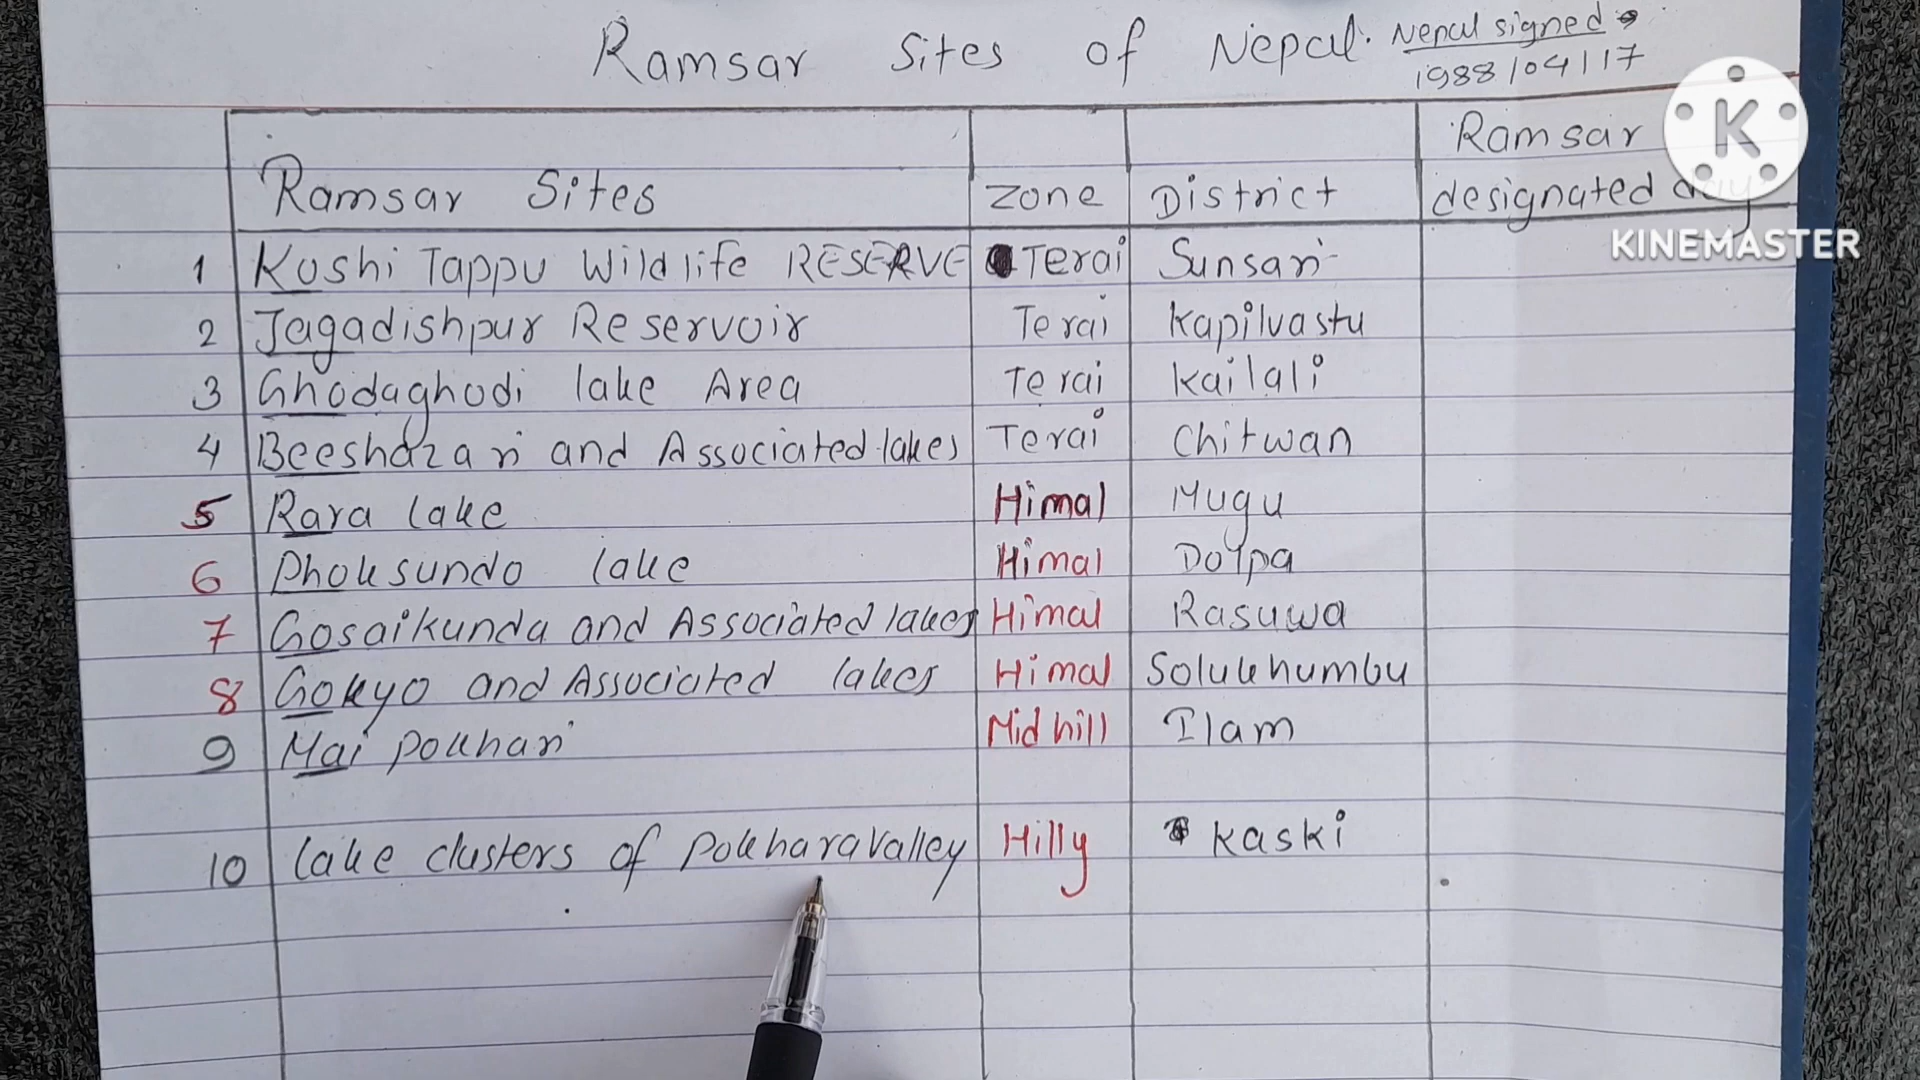 Ramsar Sites of Nepal. Nepal signed
1988/04/17
Ramsar
Ramsar Sites Zone District designated day
1 Koshi Tappu Wildlife RESERVE Terai Sunsari
2 Jagadishpur Reservoir Terai Kapilvastu
3 Ghodaghodi lake Area Terai Kailali
4 Beeshazari and Associated lakes Terai Chitwan
5 Rara lake Himal Mugu
6 Phoksundo lake Himal Dolpa
7 Gosaikunda and Associated lakes Himal Rasuwa
8 Gokyo and Associated lakes Himal Solukhumbu
9 Mai pokhari Mid hill Ilam
10 lake clusters of pokhara valley Hilly Kaski
K
KINEMASTER